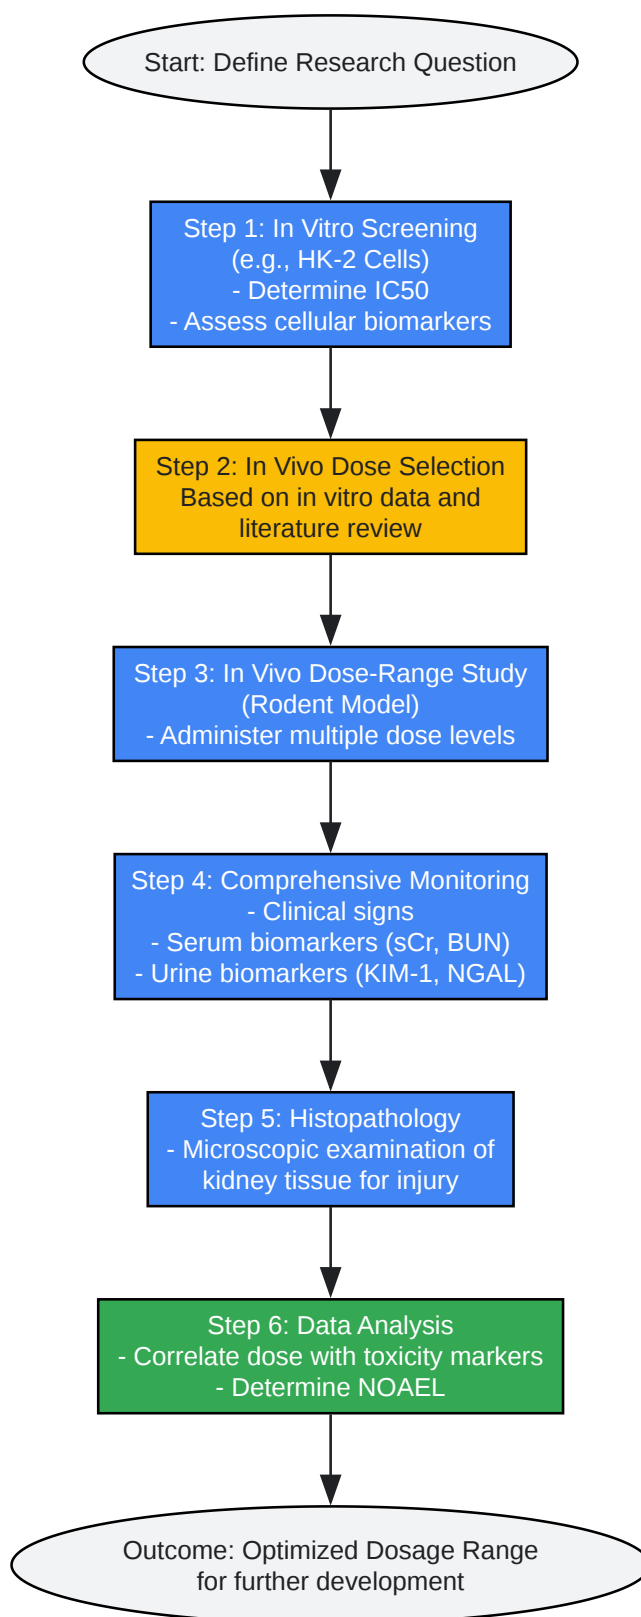 Start: Define Research Question
Step 1: In Vitro Screening
(e.g., HK-2 Cells)
- Determine IC50
- Assess cellular biomarkers
Step 2: In Vivo Dose Selection
Based on in vitro data and
literature review
Step 3: In Vivo Dose-Range Study
(Rodent Model)
- Administer multiple dose levels
Step 4: Comprehensive Monitoring
- Clinical signs
- Serum biomarkers (sCr, BUN)
- Urine biomarkers (KIM-1, NGAL)
Step 5: Histopathology
- Microscopic examination of
kidney tissue for injury
Step 6: Data Analysis
- Correlate dose with toxicity markers
- Determine NOAEL
Outcome: Optimized Dosage Range
for further development